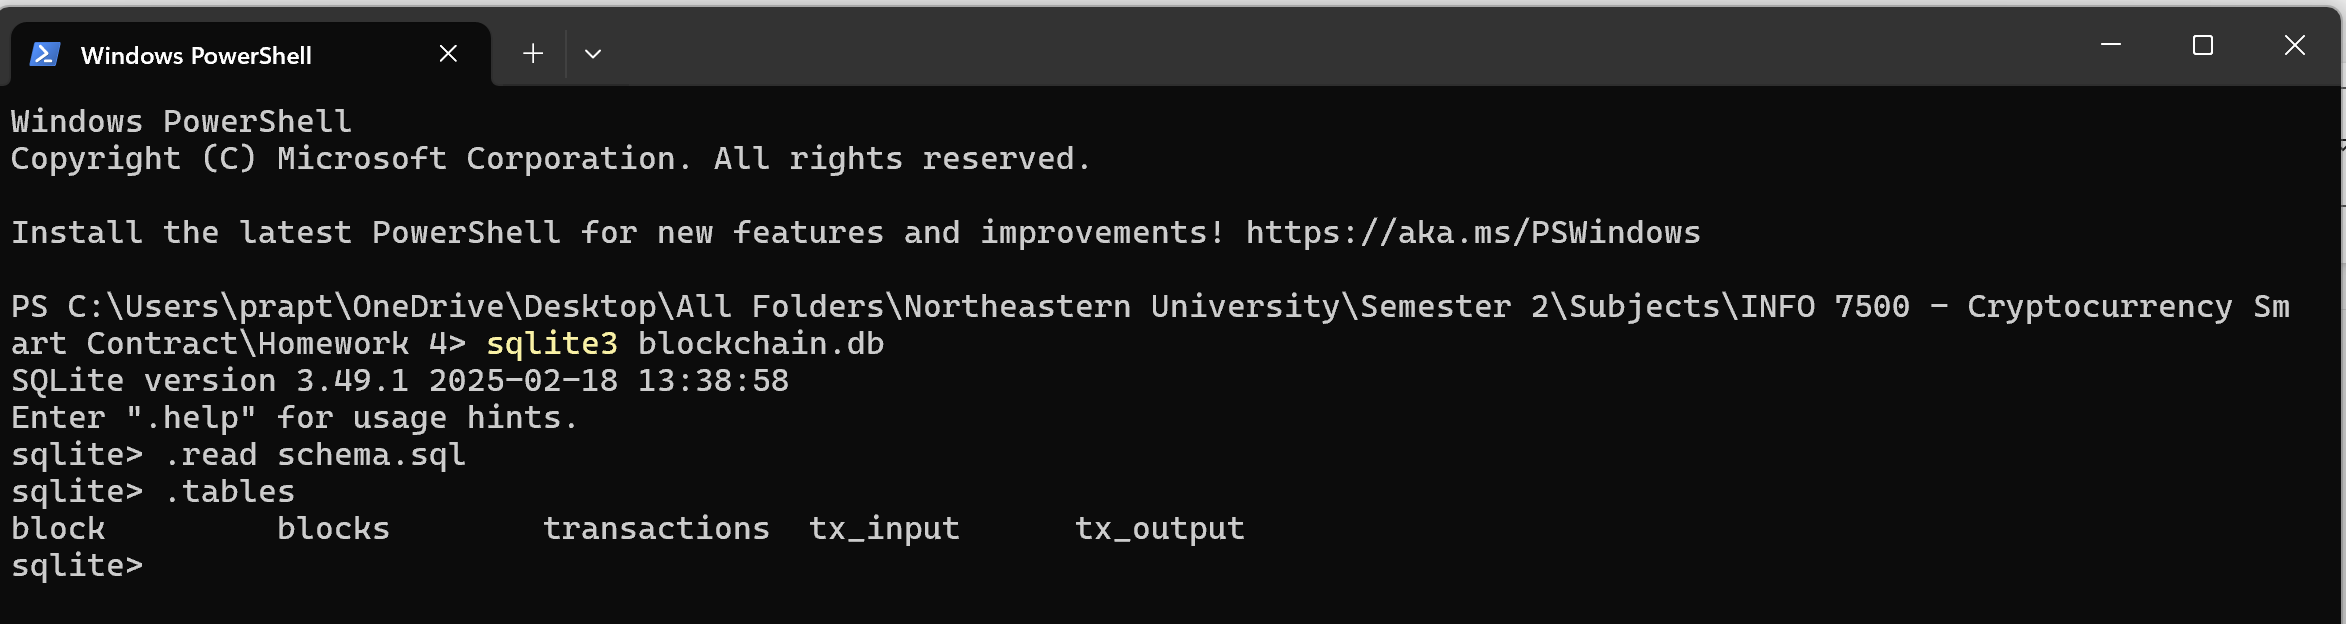 Windows PowerShell
Windows PowerShell
Copyright (C) Microsoft Corporation. All rights reserved.
Install the latest PowerShell for new features and improvements! https://aka.ms/PSWindows
PS C:\Users\prapt\OneDrive\Desktop\All Folders\Northeastern University\Semester 2\Subjects\INFO 7500 - Cryptocurrency Sm
art Contract\Homework 4> sqlite3 blockchain.db
SQLite version 3.49.1 2025-02-18 13:38:58
Enter ".help" for usage hints.
sqlite> .read schema.sql
sqlite> .tables
block         blocks        transactions  tx_input      tx_output
sqlite>